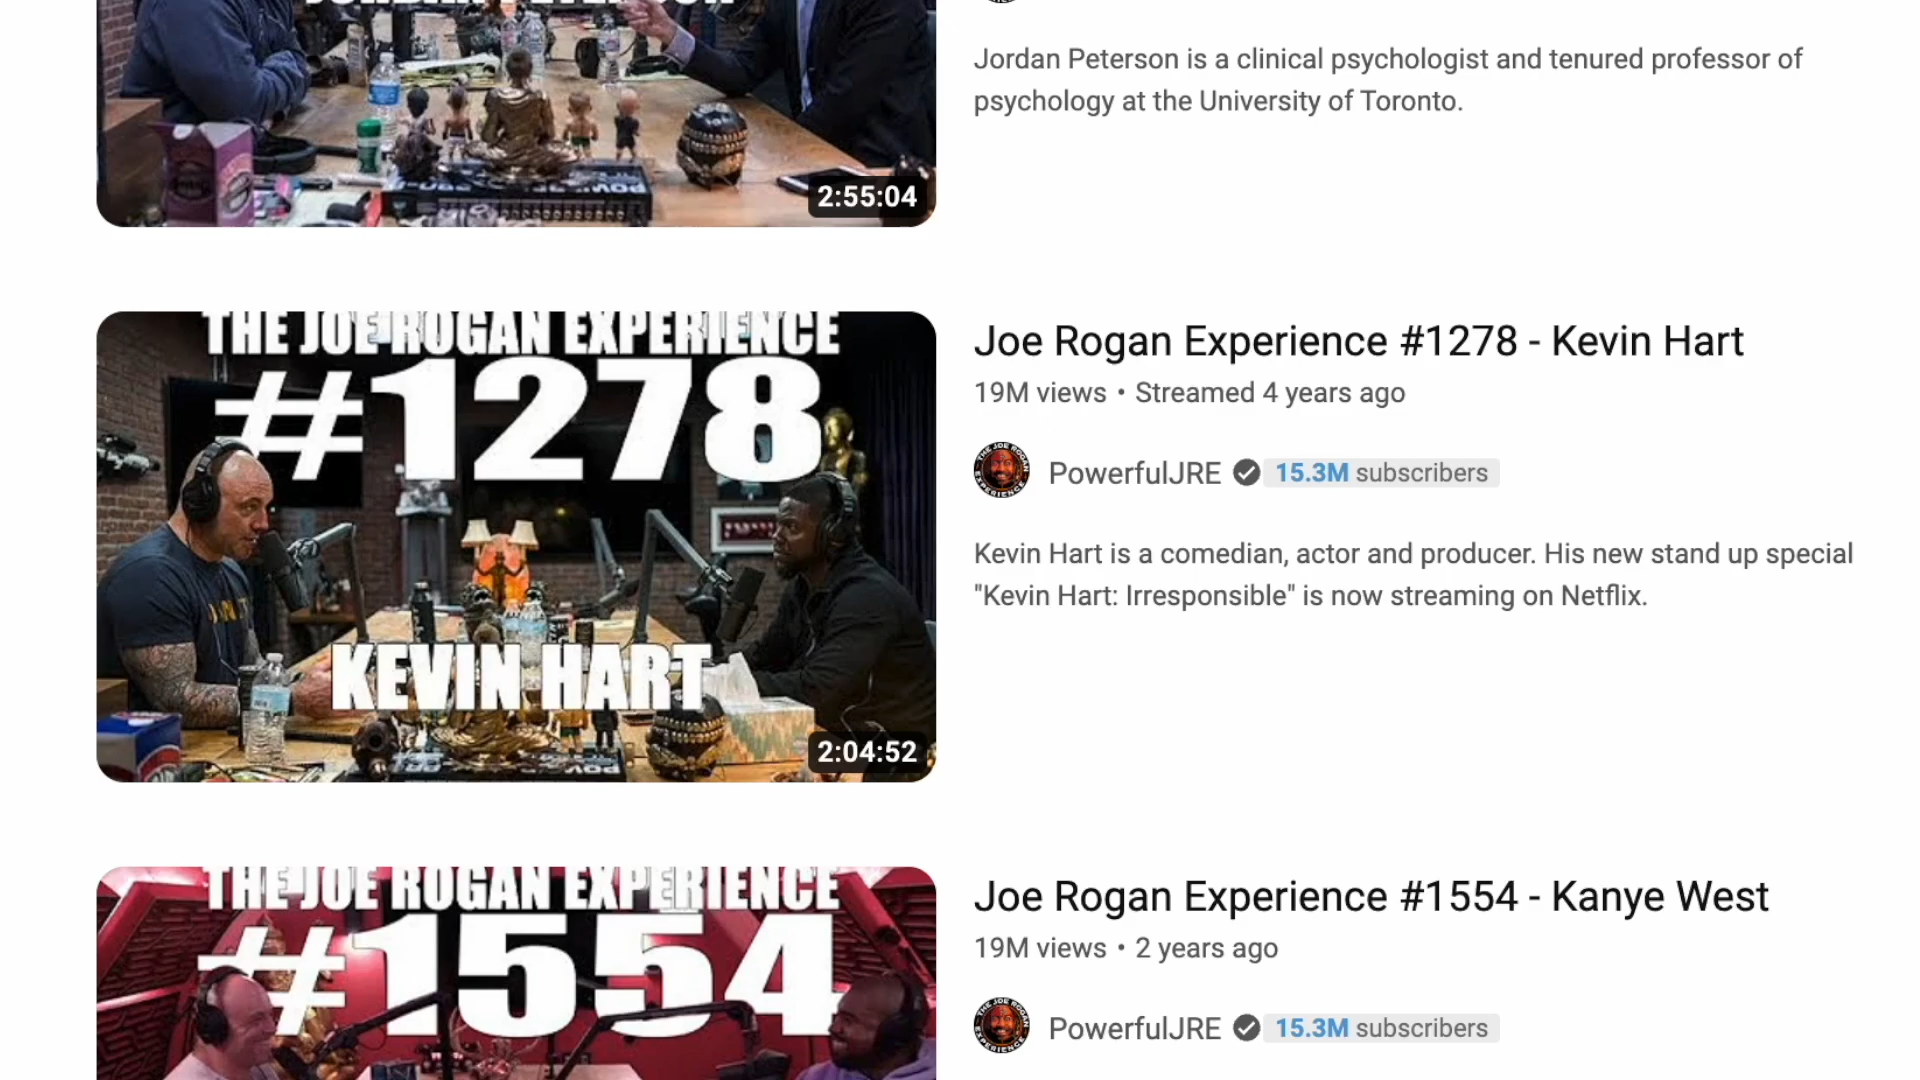 Jordan Peterson is a clinical psychologist and tenured professor of
psychology at the University of Toronto.
2:55:04
THE JOE ROGAN EXPERIENCE
#1278
KEVIN HART
2:04:52
Joe Rogan Experience #1278 - Kevin Hart
19M views • Streamed 4 years ago
PowerfulJRE 15.3M subscribers
Kevin Hart is a comedian, actor and producer. His new stand up special
"Kevin Hart: Irresponsible" is now streaming on Netflix.
THE JOE ROGAN EXPERIENCE
#1554
Joe Rogan Experience #1554 - Kanye West
19M views • 2 years ago
PowerfulJRE 15.3M subscribers